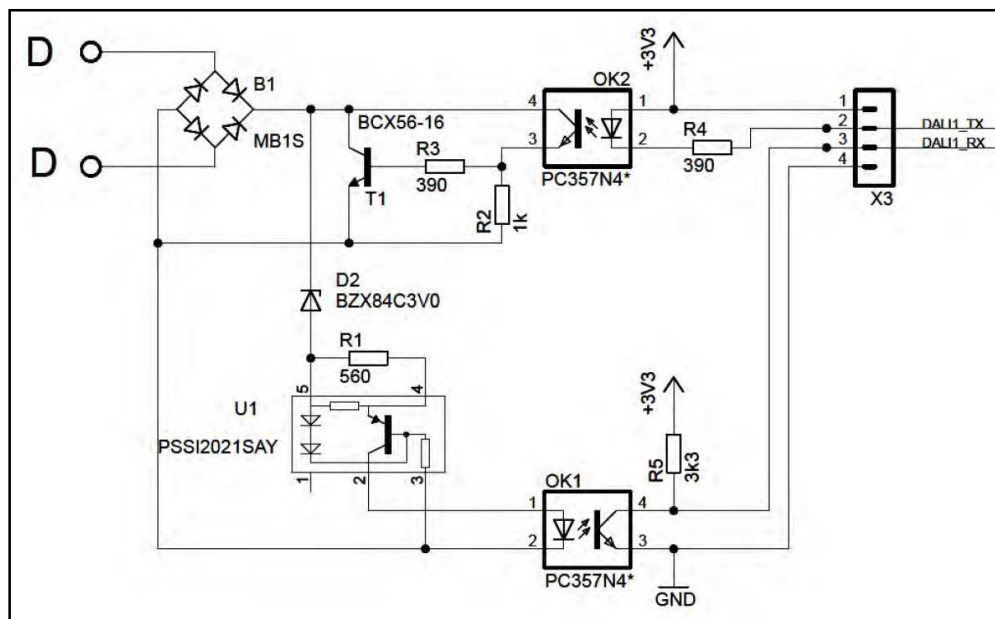 D
B1
MB1S
D
BCX56-16
T1
R3
390
R2
1k
OK2
4
3
1
2
PC357N4*
+3V3
R4
390
1
2
3
4
X3
DALI1_TX
DALI1_RX
D2
BZX84C3V0
R1
560
U1
PSSI2021SAY
5
4
1
2
3
OK1
1
2
4
3
PC357N4*
+3V3
R5
3k3
GND